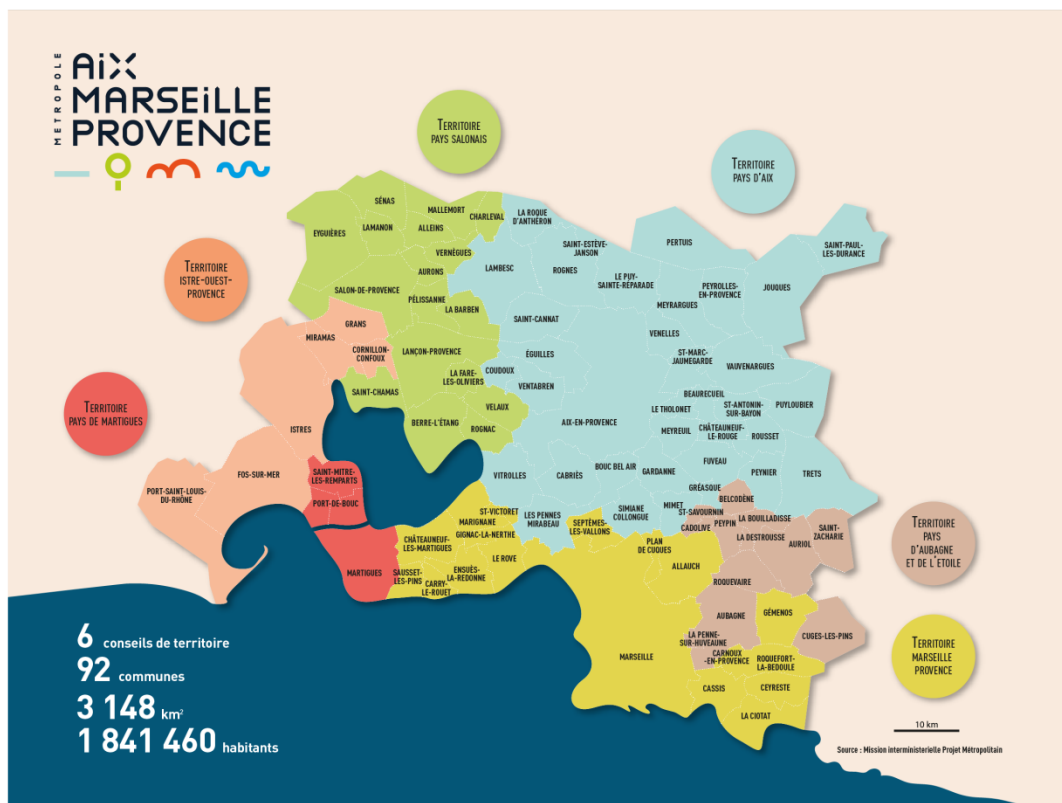 METROPOLE
AiX
MARSEiLLE
PROVENCE
TERRITOIRE
PAYS SALONAIS
TERRITOIRE
PAYS D'AIX
TERRITOIRE
ISTRE-OUEST-
PROVENCE
TERRITOIRE
PAYS DE MARTIGUES
TERRITOIRE
PAYS
D'AUBAGNE
ET DE L'ÉTOILE
TERRITOIRE
MARSEILLE
PROVENCE
SÉNAS
MALLEMORT
CHARLEVAL
EYGUIÈRES
LAMANON
ALLEINS
VERNÈGUES
AURONS
SALON-DE-PROVENCE
PÉLISSANNE
LA BARBEN
LANÇON-PROVENCE
LA FARE-
LES-OLIVIERS
SAINT-CHAMAS
BERRE-L'ÉTANG
VELAUX
ROGNAC
GRANS
MIRAMAS
CORNILLON-
CONFOUX
ISTRES
FOS-SUR-MER
PORT-SAINT-LOUIS-
DU-RHÔNE
SAINT-MITRE-
LES-REMPARTS
PORT-DE-BOUC
MARTIGUES
LA ROQUE
D'ANTHÉRON
SAINT-ESTÈVE-
JANSON
PERTUIS
SAINT-PAUL-
LES-DURANCE
LAMBESC
ROGNES
LE PUY-
SAINTE-RÉPARADE
PEYROLLES-
EN-PROVENCE
JOUQUES
MEYRARGUES
SAINT-CANNAT
VENELLES
ÉGUILLES
ST-MARC-
JAUMEGARDE
VAUVENARGUES
COUDOUX
VENTABREN
BEAURECUEIL
LE THOLONET
ST-ANTONIN-
SUR-BAYON
PUYLOUBIER
AIX-EN-PROVENCE
MEYREUIL
CHÂTEAUNEUF-
LE-ROUGE
ROUSSET
FUVEAU
VITROLLES
CABRIÈS
BOUC BEL AIR
GARDANNE
PEYNIER
TRETS
GRÉASQUE
MIMET
SIMIANE
COLLONGUE
LES PENNES
MIRABEAU
BELCODÈNE
ST-SAVOURNIN
CADOLIVE
PEYPIN
LA BOUILLADISSE
SAINT-
ZACHARIE
LA DESTROUSSE
AURIOL
ROQUEVAIRE
AUBAGNE
LA PENNE-
SUR-HUVEAUNE
CUGES-LES-PINS
ST-VICTORET
MARIGNANE
SEPTÈMES-
LES-VALLONS
CHÂTEAUNEUF-
LES-MARTIGUES
GIGNAC-LA-NERTHE
LE ROVE
PLAN
DE CUQUES
ALLAUCH
SAUSSET-
LES-PINS
CARRY-
LE-ROUET
ENSUÈS-
LA-REDONNE
GÉMENOS
MARSEILLE
CARNOUX
-EN-PROVENCE
ROQUEFORT-
LA-BEDOULE
CASSIS
CEYRESTE
LA CIOTAT
6 conseils de territoire
92 communes
3 148 km²
1 841 460 habitants
10 km
Source : Mission interministerielle Projet Métropolitain